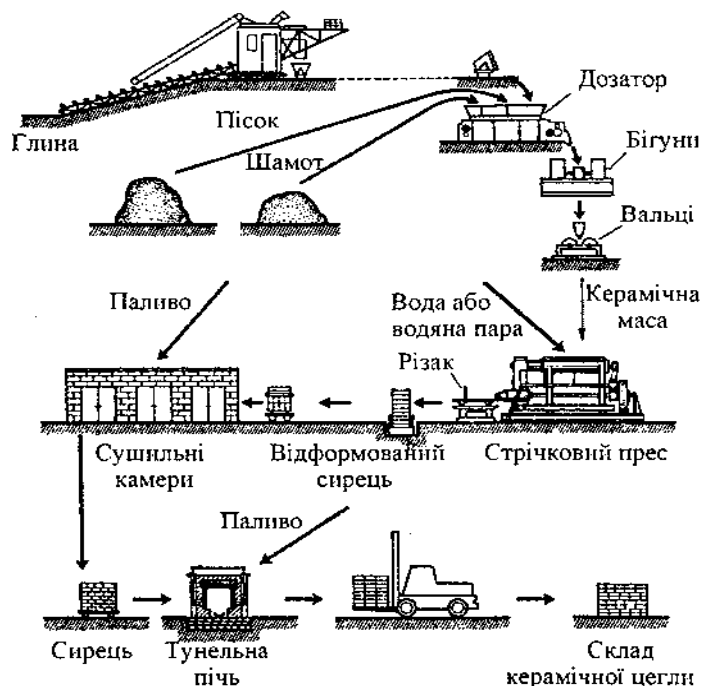 Дозатор
Пісок
Глина
Шамот
Бігуни
Вальці
Паливо
Вода або
водяна пара
Керамічна
маса
Різак
Сушильні
камери
Відформований
сирець
Стрічковий прес
Паливо
Сирець
Тунельна
піч
Склад
керамічної цегли